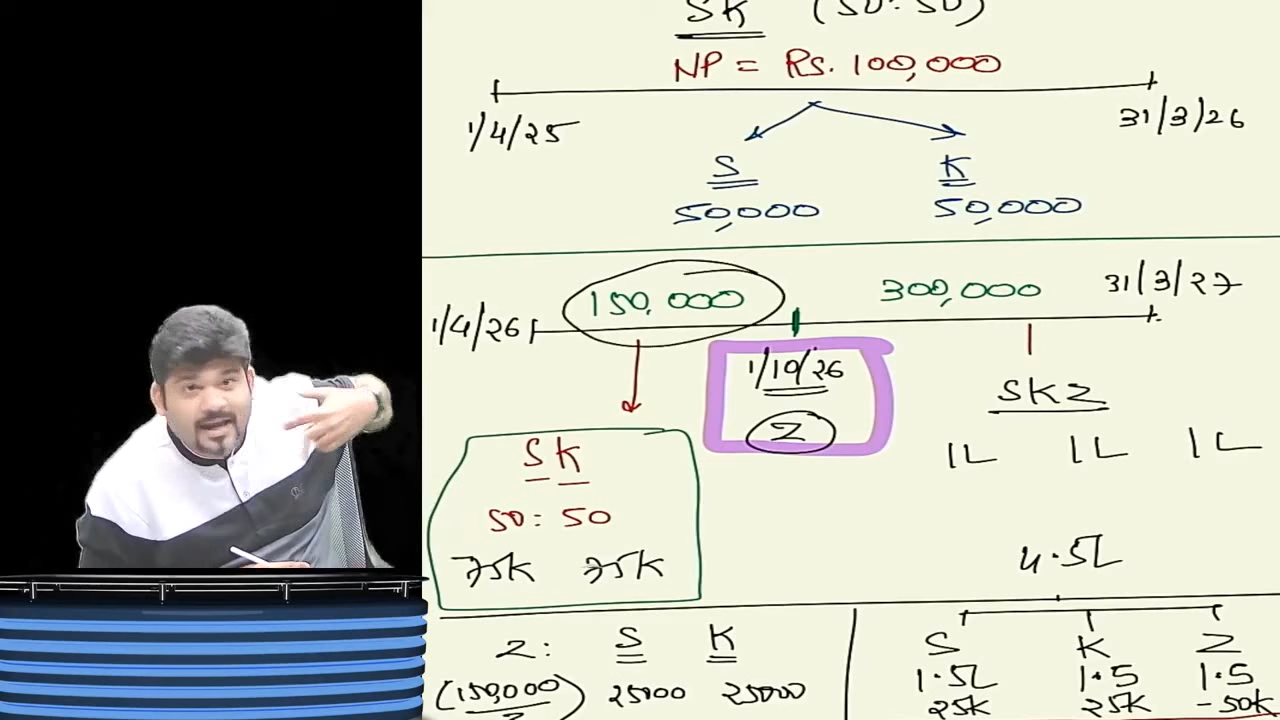 SK (50:50)
NP = Rs. 100,000
1/4/25 31/3/26
S K
50,000 50,000
150,000 300,000 31/3/27
1/4/26
1/10/26
Z
SKZ
1L 1L 1L
SK
50:50
75K 75K
4.5L
Z: S K
(150,000) 25000 25000
S K Z
1.5L 1.5 1.5
25K 25K -50K